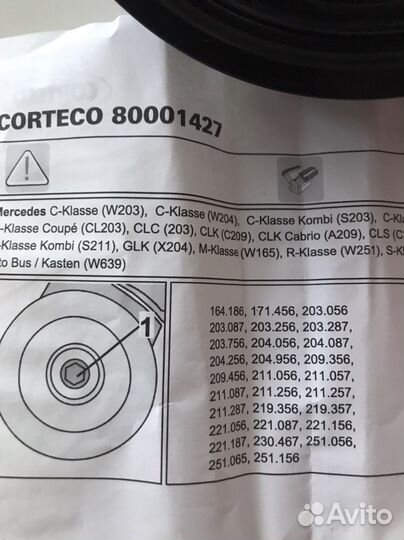 CORTECO 80001427
Mercedes C-Klasse (W203), C-Klasse (W204), C-Klasse Kombi (S203), C-Kla
-Klasse Coupé (CL203), CLC (203), CLK (C209), CLK Cabrio (A209), CLS (C2
-Klasse Kombi (S211), GLK (X204), M-Klasse (W165), R-Klasse (W251), S-Kl
to Bus / Kasten (W639)
1
164.186, 171.456, 203.056
203.087, 203.256, 203.287,
203.756, 204.056, 204.087,
204.256, 204.956, 209.356,
209.456, 211.056, 211.057,
211.087, 211.256, 211.257,
211.287, 219.356, 219.357,
221.056, 221.087, 221.156,
221.187, 230.467, 251.056,
251.065, 251.156
Avito